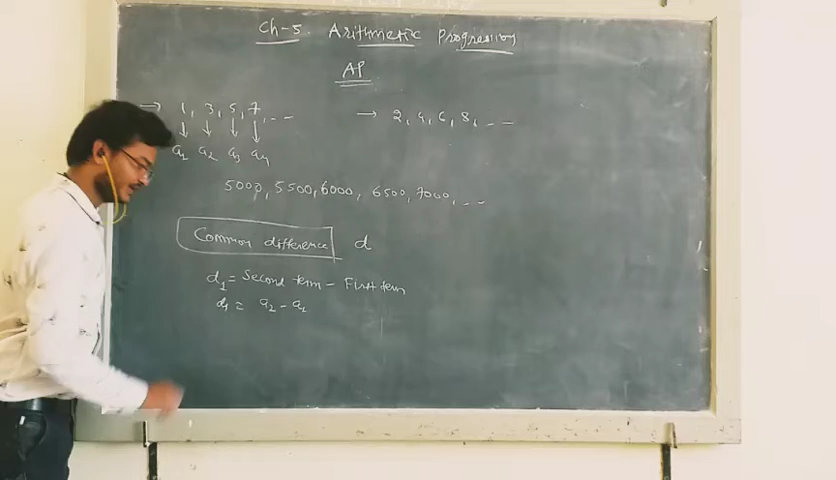 Ch-5. Arithmetic Progression
AP
→ 1, 3, 5, 7, - -
a1 a2 a3 a4
→ 2, 4, 6, 8, - -
5000, 5500, 6000, 6500, 7000, - -
Common difference d
d1 = Second term - First term
d1 = a2 - a1